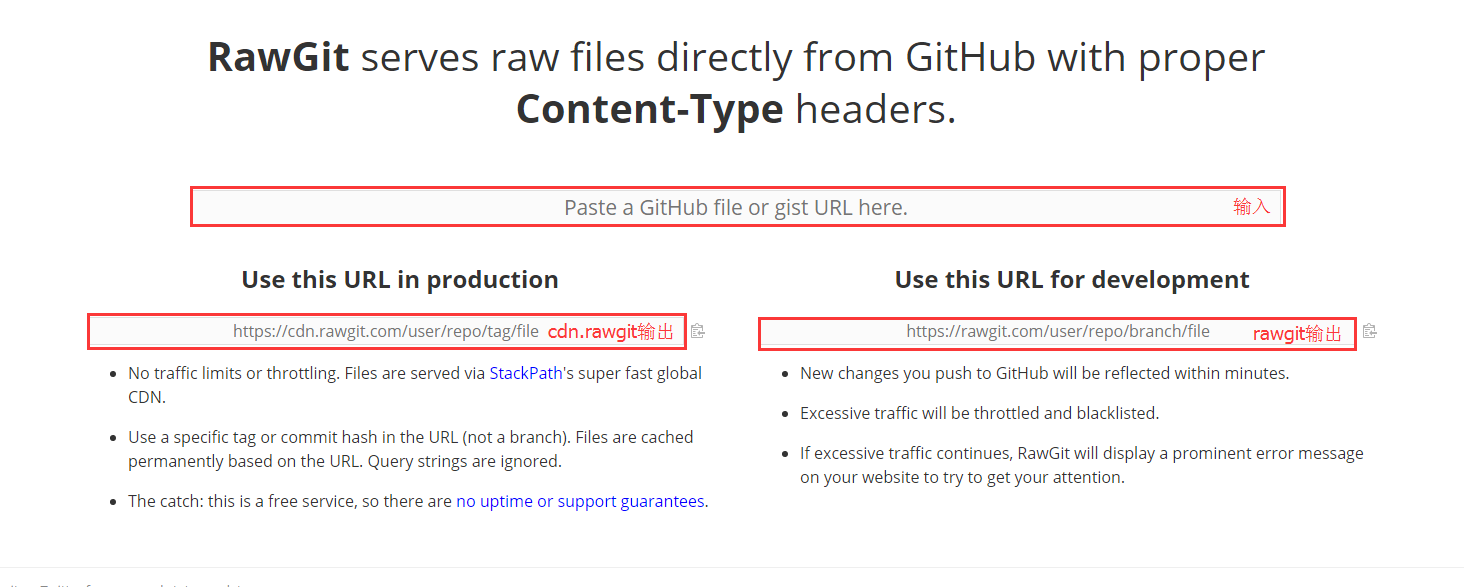 RawGit serves raw files directly from GitHub with proper
Content-Type headers.
Paste a GitHub file or gist URL here. 输入
Use this URL in production
https://cdn.rawgit.com/user/repo/tag/file cdn.rawgit输出
No traffic limits or throttling. Files are served via StackPath's super fast global
CDN.
Use a specific tag or commit hash in the URL (not a branch). Files are cached
permanently based on the URL. Query strings are ignored.
The catch: this is a free service, so there are no uptime or support guarantees.
Use this URL for development
https://rawgit.com/user/repo/branch/file rawgit输出
New changes you push to GitHub will be reflected within minutes.
Excessive traffic will be throttled and blacklisted.
If excessive traffic continues, RawGit will display a prominent error message
on your website to try to get your attention.